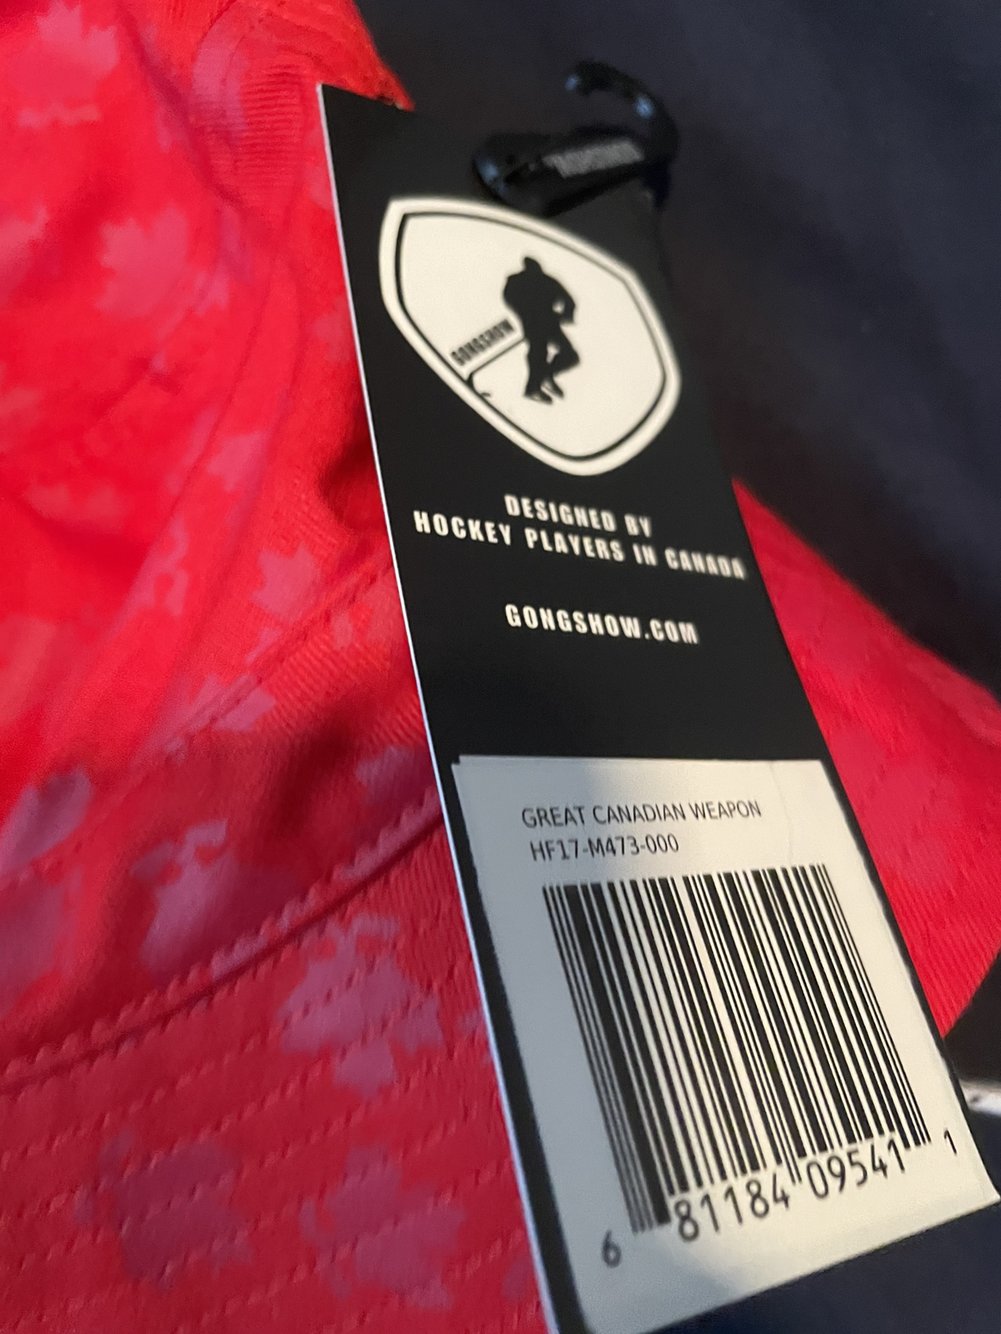 GONGSHOW
DESIGNED BY
HOCKEY PLAYERS IN CANADA
GONGSHOW.COM
GREAT CANADIAN WEAPON
HF17-M473-000
6 81184 09541 1